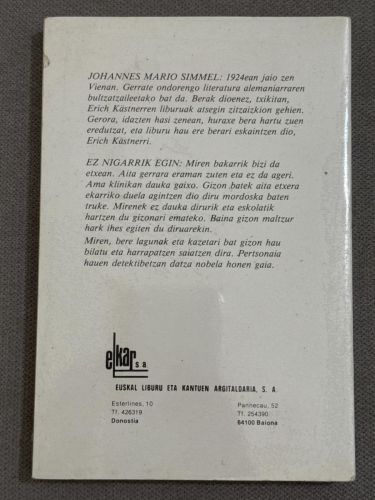 JOHANNES MARIO SIMMEL: 1924ean jaio zen
Vienan. Gerrate ondorengo literatura alemaniarraren
bultzatzaileetako bat da. Berak dioenez, txikitan,
Erich Kästnerren liburuak atsegin zitzaizkion gehien.
Gerora, idazten hasi zenean, huraxe bera hartu zuen
eredutzat, eta liburu hau ere berari eskaintzen dio,
Erich Kästnerri.
EZ NIGARRIK EGIN: Miren bakarrik bizi da
etxean. Aita gerrara eraman zuten eta ez da ageri.
Ama klinikan dauka gaixo. Gizon batek aita etxera
ekarriko duela agintzen dio diru mordoska baten
truke. Mirenek ez dauka dirurik eta eskolatik
hartzen du gizonari emateko. Baina gizon maltzur
hark ihes egiten du diruarekin.
Miren, bere lagunak eta kazetari bat gizon hau
bilatu eta harrapatzen saiatzen dira. Pertsonaia
hauen detektibetzan datza nobela honen gaia.
elkar s.a.
EUSKAL LIBURU ETA KANTUEN ARGITALDARIA, S. A.
Esterlines, 10
Tf. 426319
Donostia
Pannecau, 52
Tf. 254390
64100 Baiona